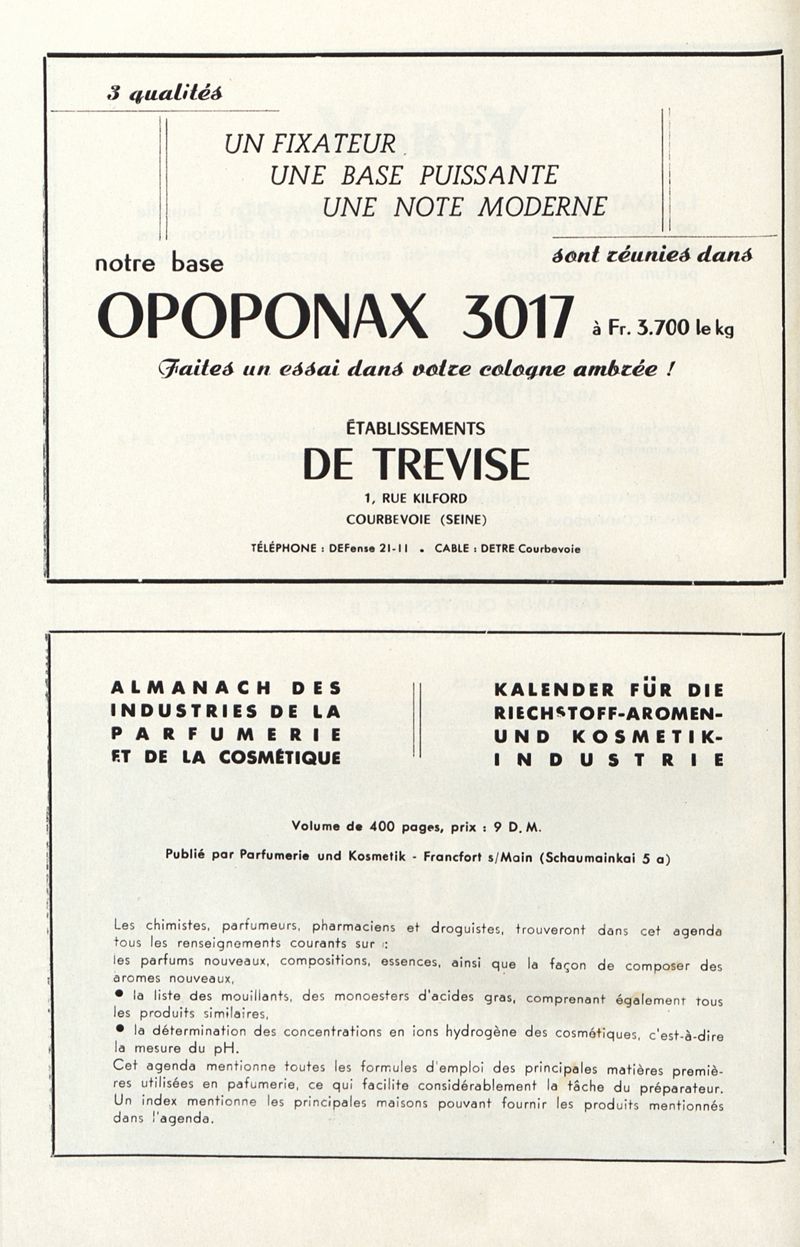 3 qualités
UN FIXATEUR
UNE BASE PUISSANTE
UNE NOTE MODERNE
sont réunies dans
notre base
OPOPONAX 3017 à Fr. 3.700 le kg
Faites un essai dans votre cologne ambrée !
ÉTABLISSEMENTS
DE TREVISE
1, RUE KILFORD
COURBEVOIE (SEINE)
TÉLÉPHONE : DEFense 21-11 • CABLE : DETRE Courbevoie
ALMANACH DES
INDUSTRIES DE LA
PARFUMERIE
ET DE LA COSMÉTIQUE
KALENDER FÜR DIE
RIECHSTOFF-AROMEN-
UND KOSMETIK-
INDUSTRIE
Volume de 400 pages, prix : 9 D.M.
Publié par Parfumerie und Kosmetik - Francfort s/Main (Schaumainkai 5 a)
Les chimistes, parfumeurs, pharmaciens et droguistes, trouveront dans cet agenda
tous les renseignements courants sur :
les parfums nouveaux, compositions, essences, ainsi que la façon de composer des
aromes nouveaux,
• la liste des mouillants, des monoesters d'acides gras, comprenant également tous
les produits similaires,
• la détermination des concentrations en ions hydrogène des cosmétiques, c'est-à-dire
la mesure du pH.
Cet agenda mentionne toutes les formules d'emploi des principales matières premiè-
res utilisées en pafumerie, ce qui facilite considérablement la tâche du préparateur.
Un index mentionne les principales maisons pouvant fournir les produits mentionnés
dans l'agenda.